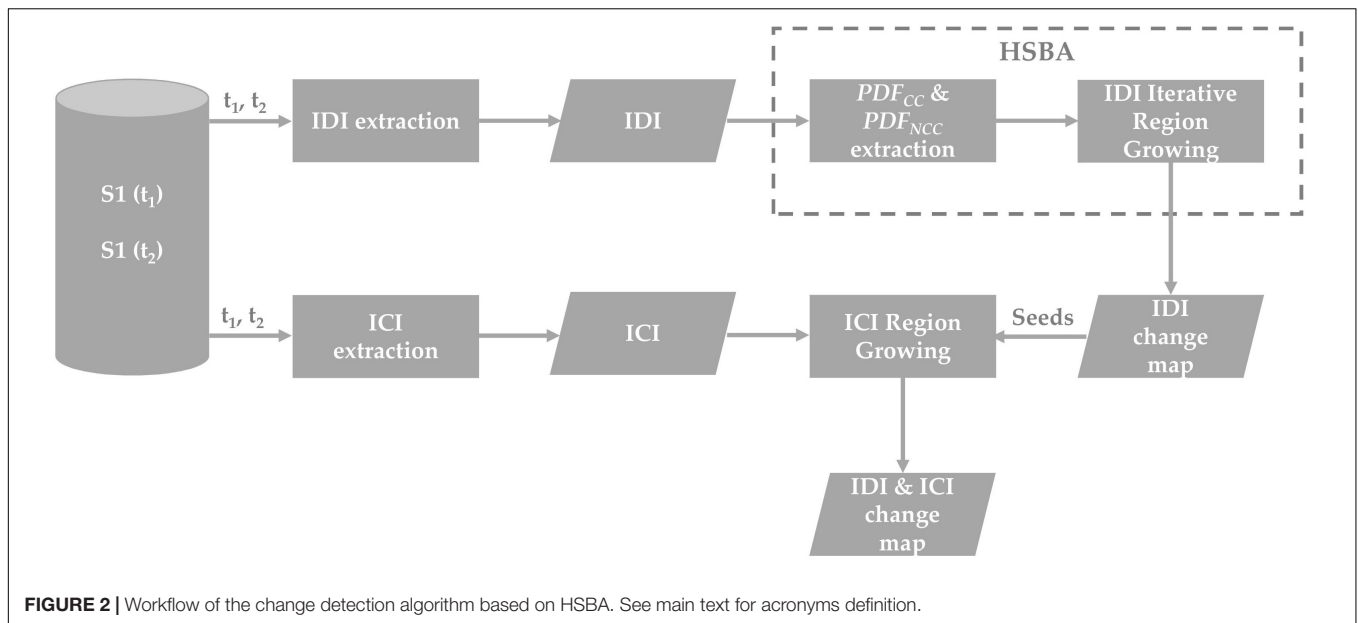 HSBA
t1, t2
IDI extraction
IDI
PDFCC &
PDFNCC
extraction
IDI Iterative
Region
Growing
S1 (t1)
S1 (t2)
t1, t2
ICI
extraction
ICI
ICI Region
Growing
Seeds
IDI
change
map
IDI & ICI
change
map
FIGURE 2 | Workflow of the change detection algorithm based on HSBA. See main text for acronyms definition.